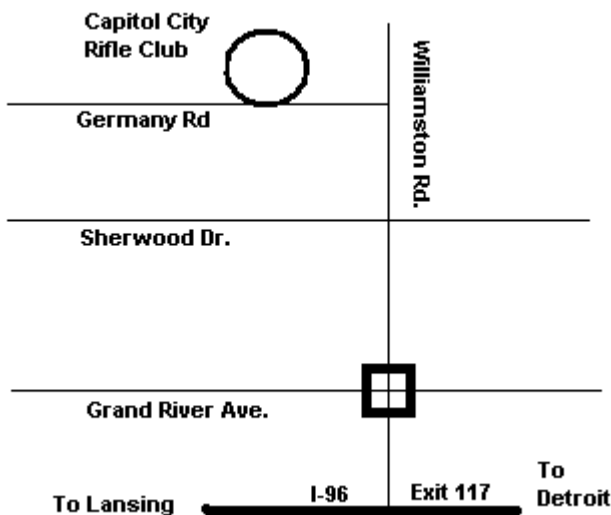 Capitol City
Rifle Club
Williamston Rd.
Germany Rd
Sherwood Dr.
Grand River Ave.
To Lansing
I-96
Exit 117
To
Detroit